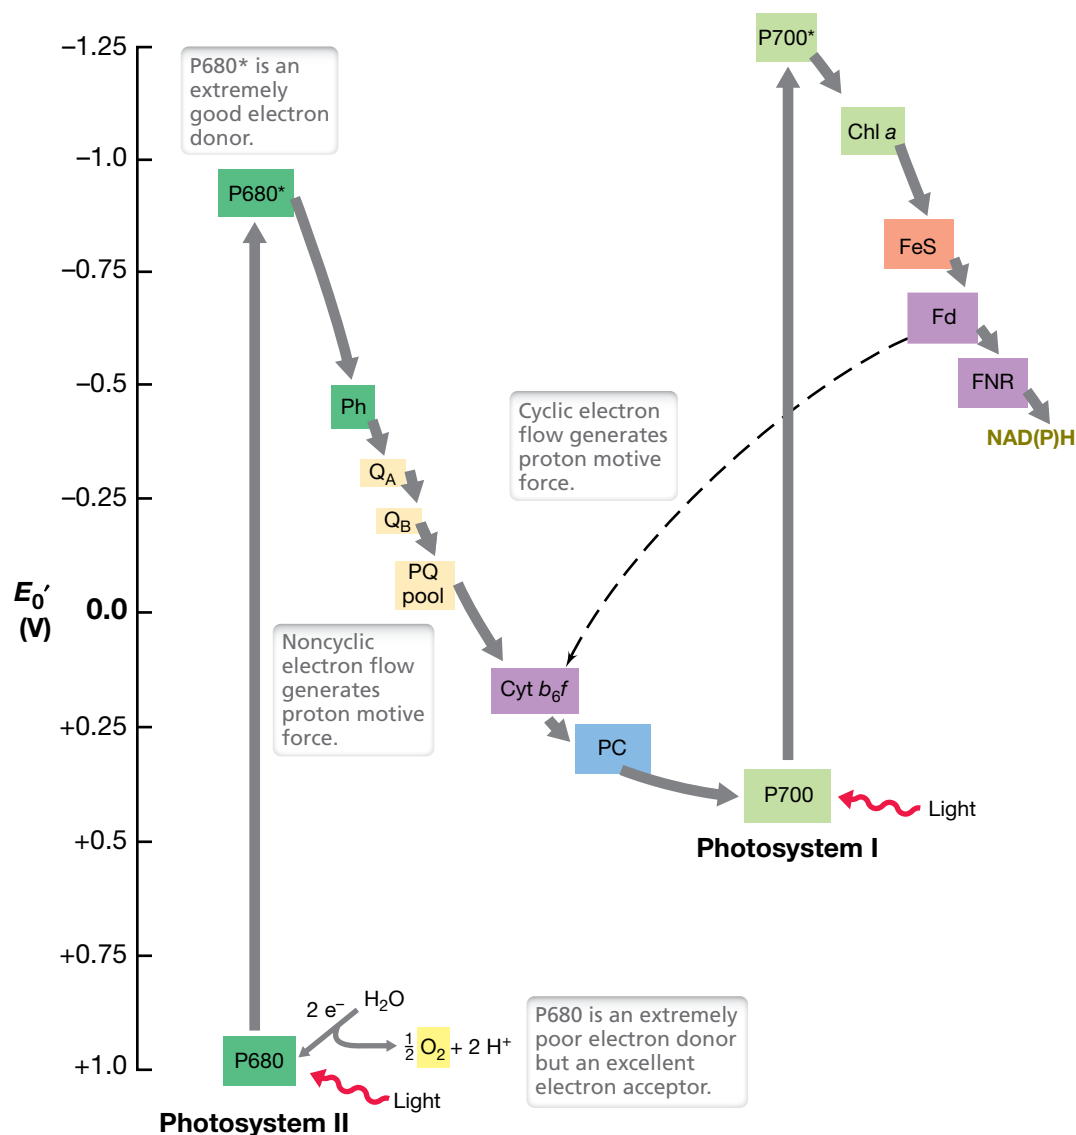 −1.25
−1.0
−0.75
−0.5
−0.25
0.0
+0.25
+0.5
+0.75
+1.0
E₀′
(V)
P680* is an
extremely
good electron
donor.
P680*
Ph
Q_A
Q_B
PQ
pool
Noncyclic
electron flow
generates
proton motive
force.
Cyt b₆f
PC
Cyclic electron
flow generates
proton motive
force.
P700*
Chl a
FeS
Fd
FNR
NAD(P)H
P700
Light
Photosystem I
2 e⁻
H₂O
½ O₂ + 2 H⁺
P680
Light
Photosystem II
P680 is an extremely
poor electron donor
but an excellent
electron acceptor.